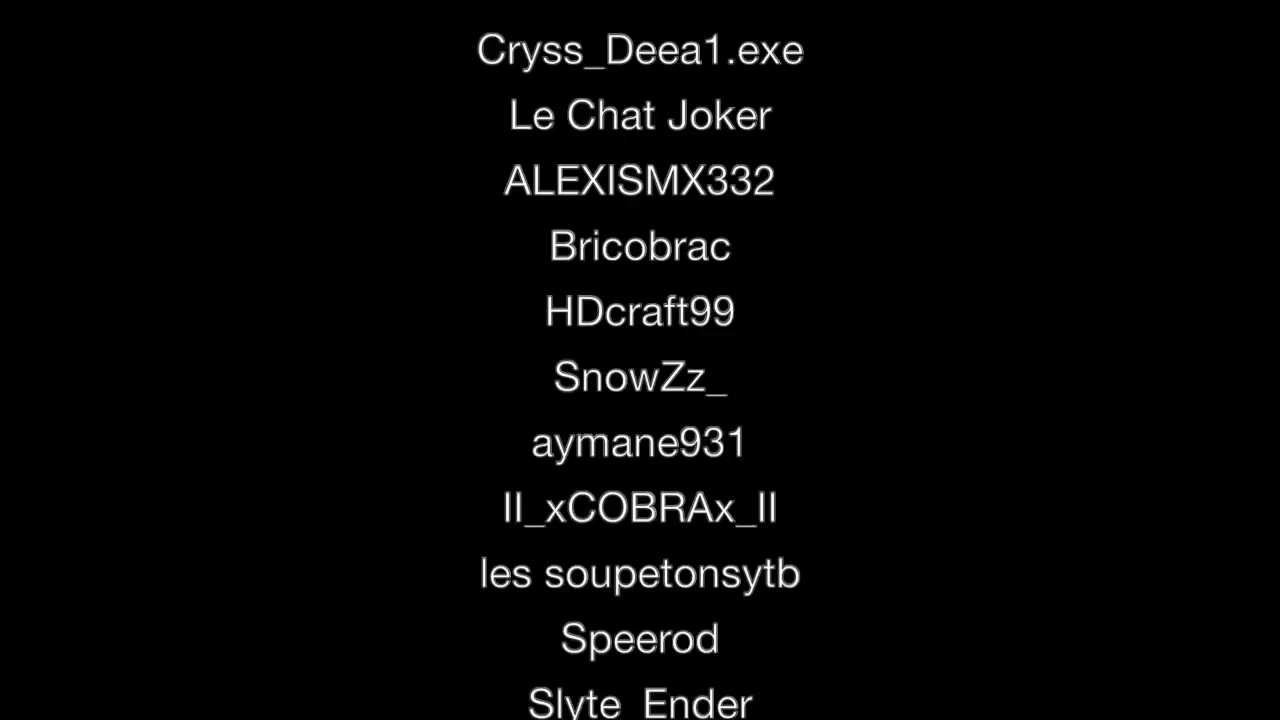 Cryss_Deea1.exe
Le Chat Joker
ALEXISMX332
Bricobrac
HDcraft99
SnowZz_
aymane931
II_xCOBRAx_II
les soupetonsytb
Speerod
Slyte_Ender